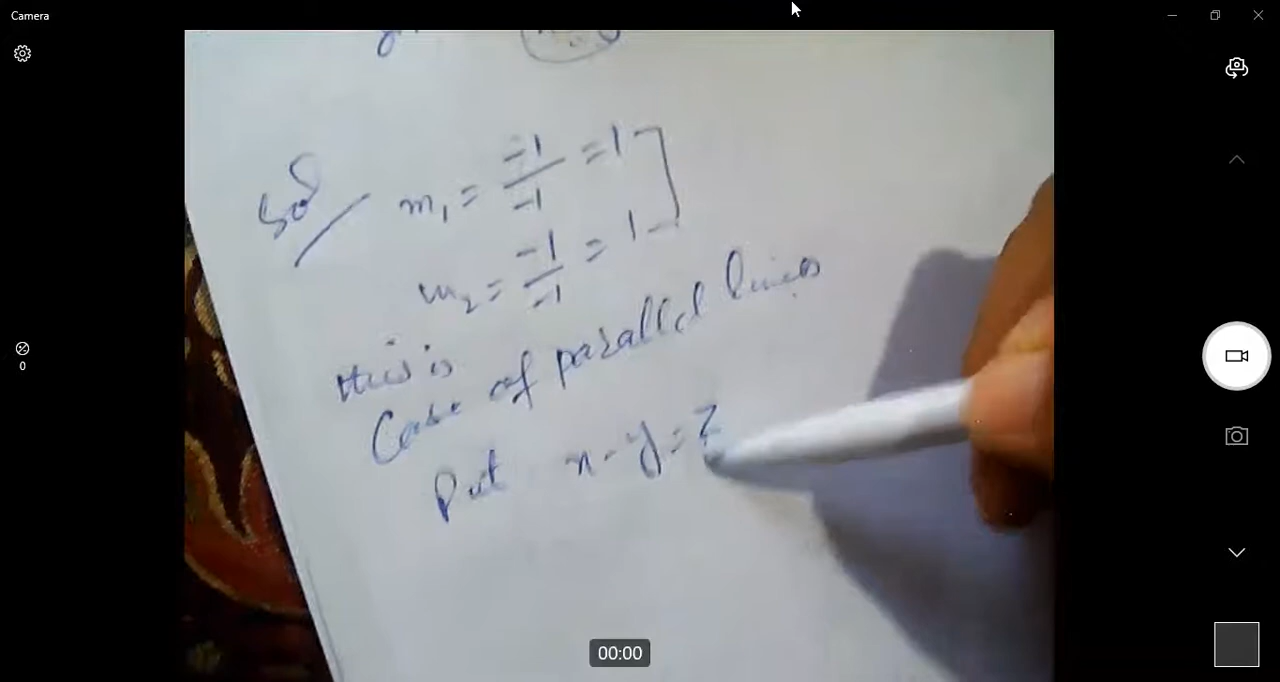 Camera
Sol m₁ = -1/-1 = 1
m₂ = -1/-1 = 1
this is
Case of parallel lines
Put x - y = z
0
00:00